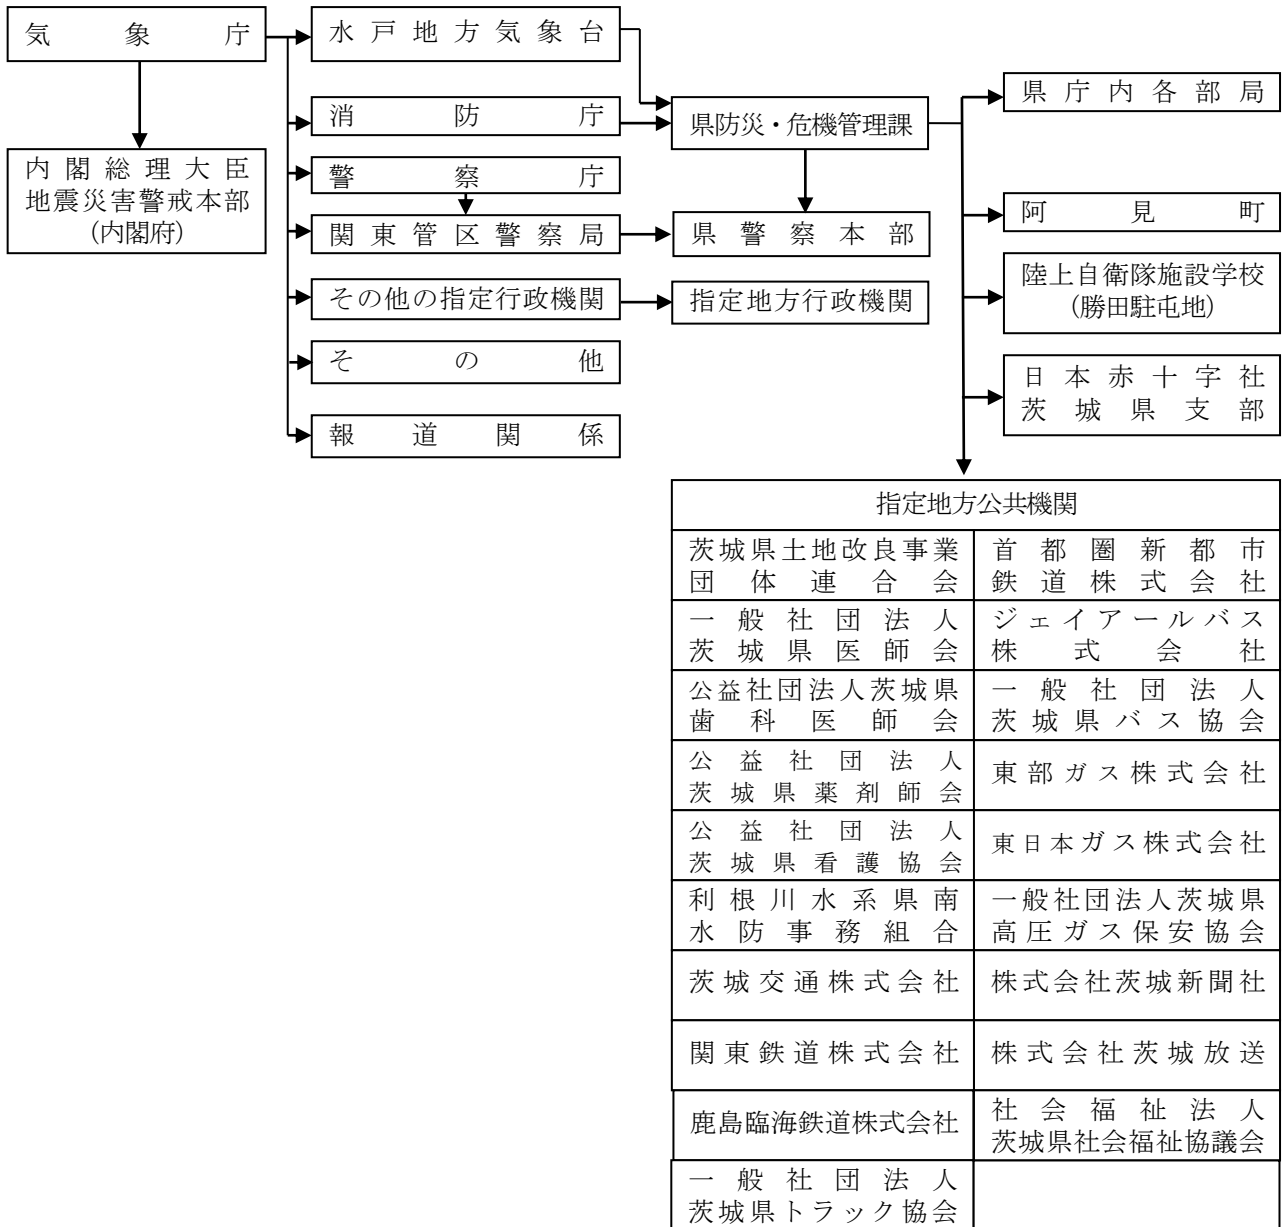 気象庁
内閣総理大臣
地震災害警戒本部
(内閣府)
水戸地方気象台
消防庁
警察庁
関東管区警察局
その他の指定行政機関
その他
報道関係
県防災・危機管理課
県警察本部
指定地方行政機関
県庁内各部局
阿見町
陸上自衛隊施設学校
(勝田駐屯地)
日本赤十字社
茨城県支部
指定地方公共機関
茨城県土地改良事業
団体連合会
首都圏新都市
鉄道株式会社
一般社団法人
茨城県医師会
ジェイアールバス
株式会社
公益社団法人茨城県
歯科医師会
一般社団法人
茨城県バス協会
公益社団法人
茨城県薬剤師会
東部ガス株式会社
公益社団法人
茨城県看護協会
東日本ガス株式会社
利根川水系県南
水防事務組合
一般社団法人茨城県
高圧ガス保安協会
茨城交通株式会社
株式会社茨城新聞社
関東鉄道株式会社
株式会社茨城放送
鹿島臨海鉄道株式会社
社会福祉法人
茨城県社会福祉協議会
一般社団法人
茨城県トラック協会